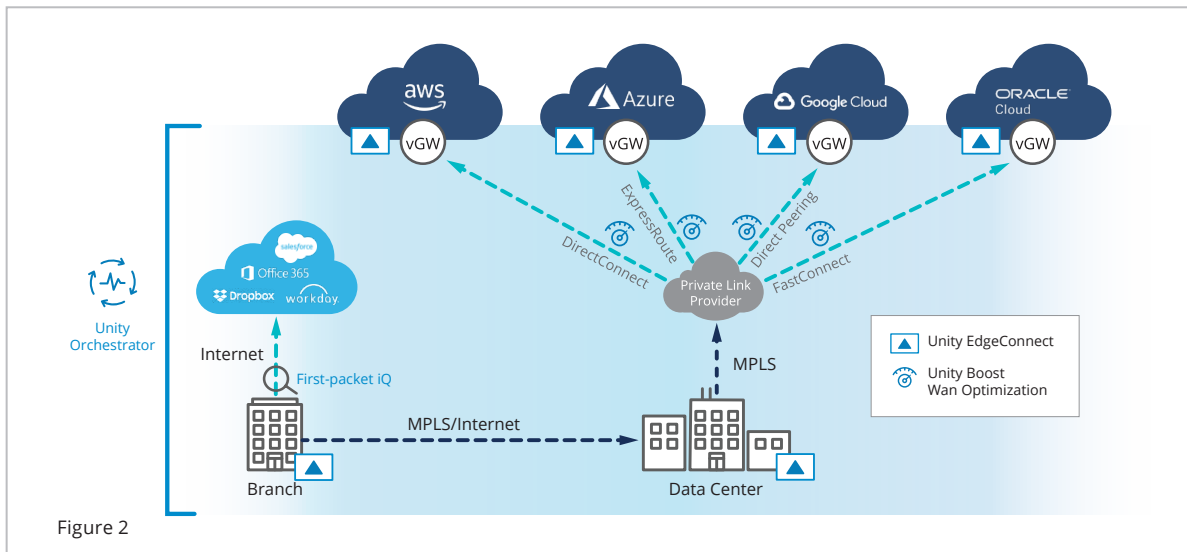 aws
Azure
Google Cloud
ORACLE
Cloud
vGW
vGW
vGW
vGW
ExpressRoute
Direct Peering
DirectConnect
FastConnect
salesforce
Office 365
Dropbox
workday.
Private Link
Provider
Unity
Orchestrator
Internet
First-packet iQ
MPLS
Unity EdgeConnect
Unity Boost
Wan Optimization
MPLS/Internet
Branch
Data Center
Figure 2